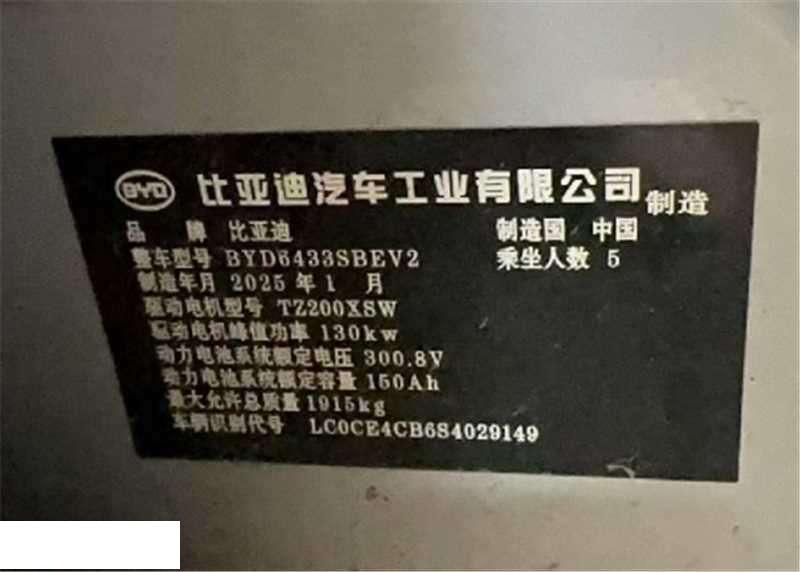 BYD 比亚迪汽车工业有限公司 制造
品 牌 比亚迪 制造国 中国
整车型号 BYD6433SBEV2 乘坐人数 5
制造年月 2025 年 1 月
驱动电机型号 TZ200XSW
驱动电机峰值功率 130kw
动力电池系统额定电压 300.8V
动力电池系统额定容量 150Ah
最大允许总质量 1915kg
车辆识别代号 LC0CE4CB6S4029149